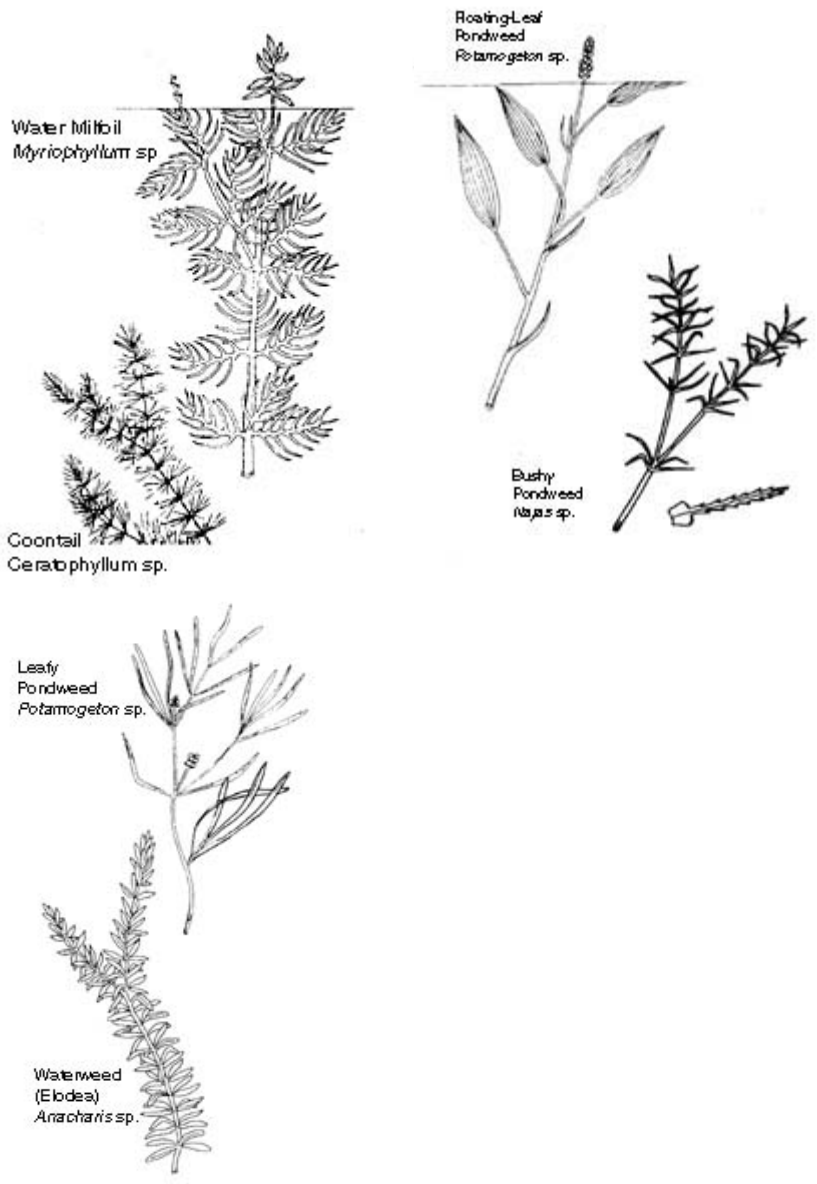 Floating-Leaf
Pondweed
Potamogeton sp.
Water Milfoil
Myriophyllum sp
Bushy
Pondweed
Najas sp.
Coontail
Ceratophyllum sp.
Leafy
Pondweed
Potamogeton sp.
Waterweed
(Elodea)
Anacharis sp.